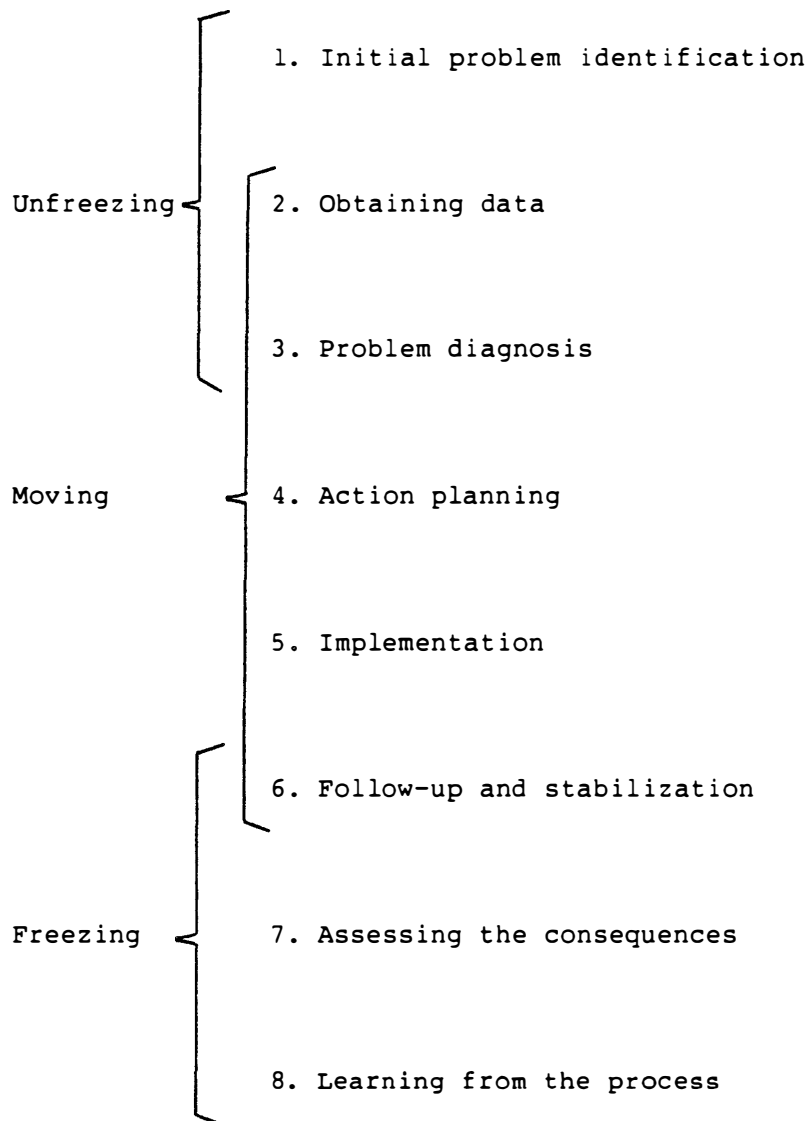 1. Initial problem identification
Unfreezing 2. Obtaining data
3. Problem diagnosis
Moving 4. Action planning
5. Implementation
6. Follow-up and stabilization
Freezing 7. Assessing the consequences
8. Learning from the process